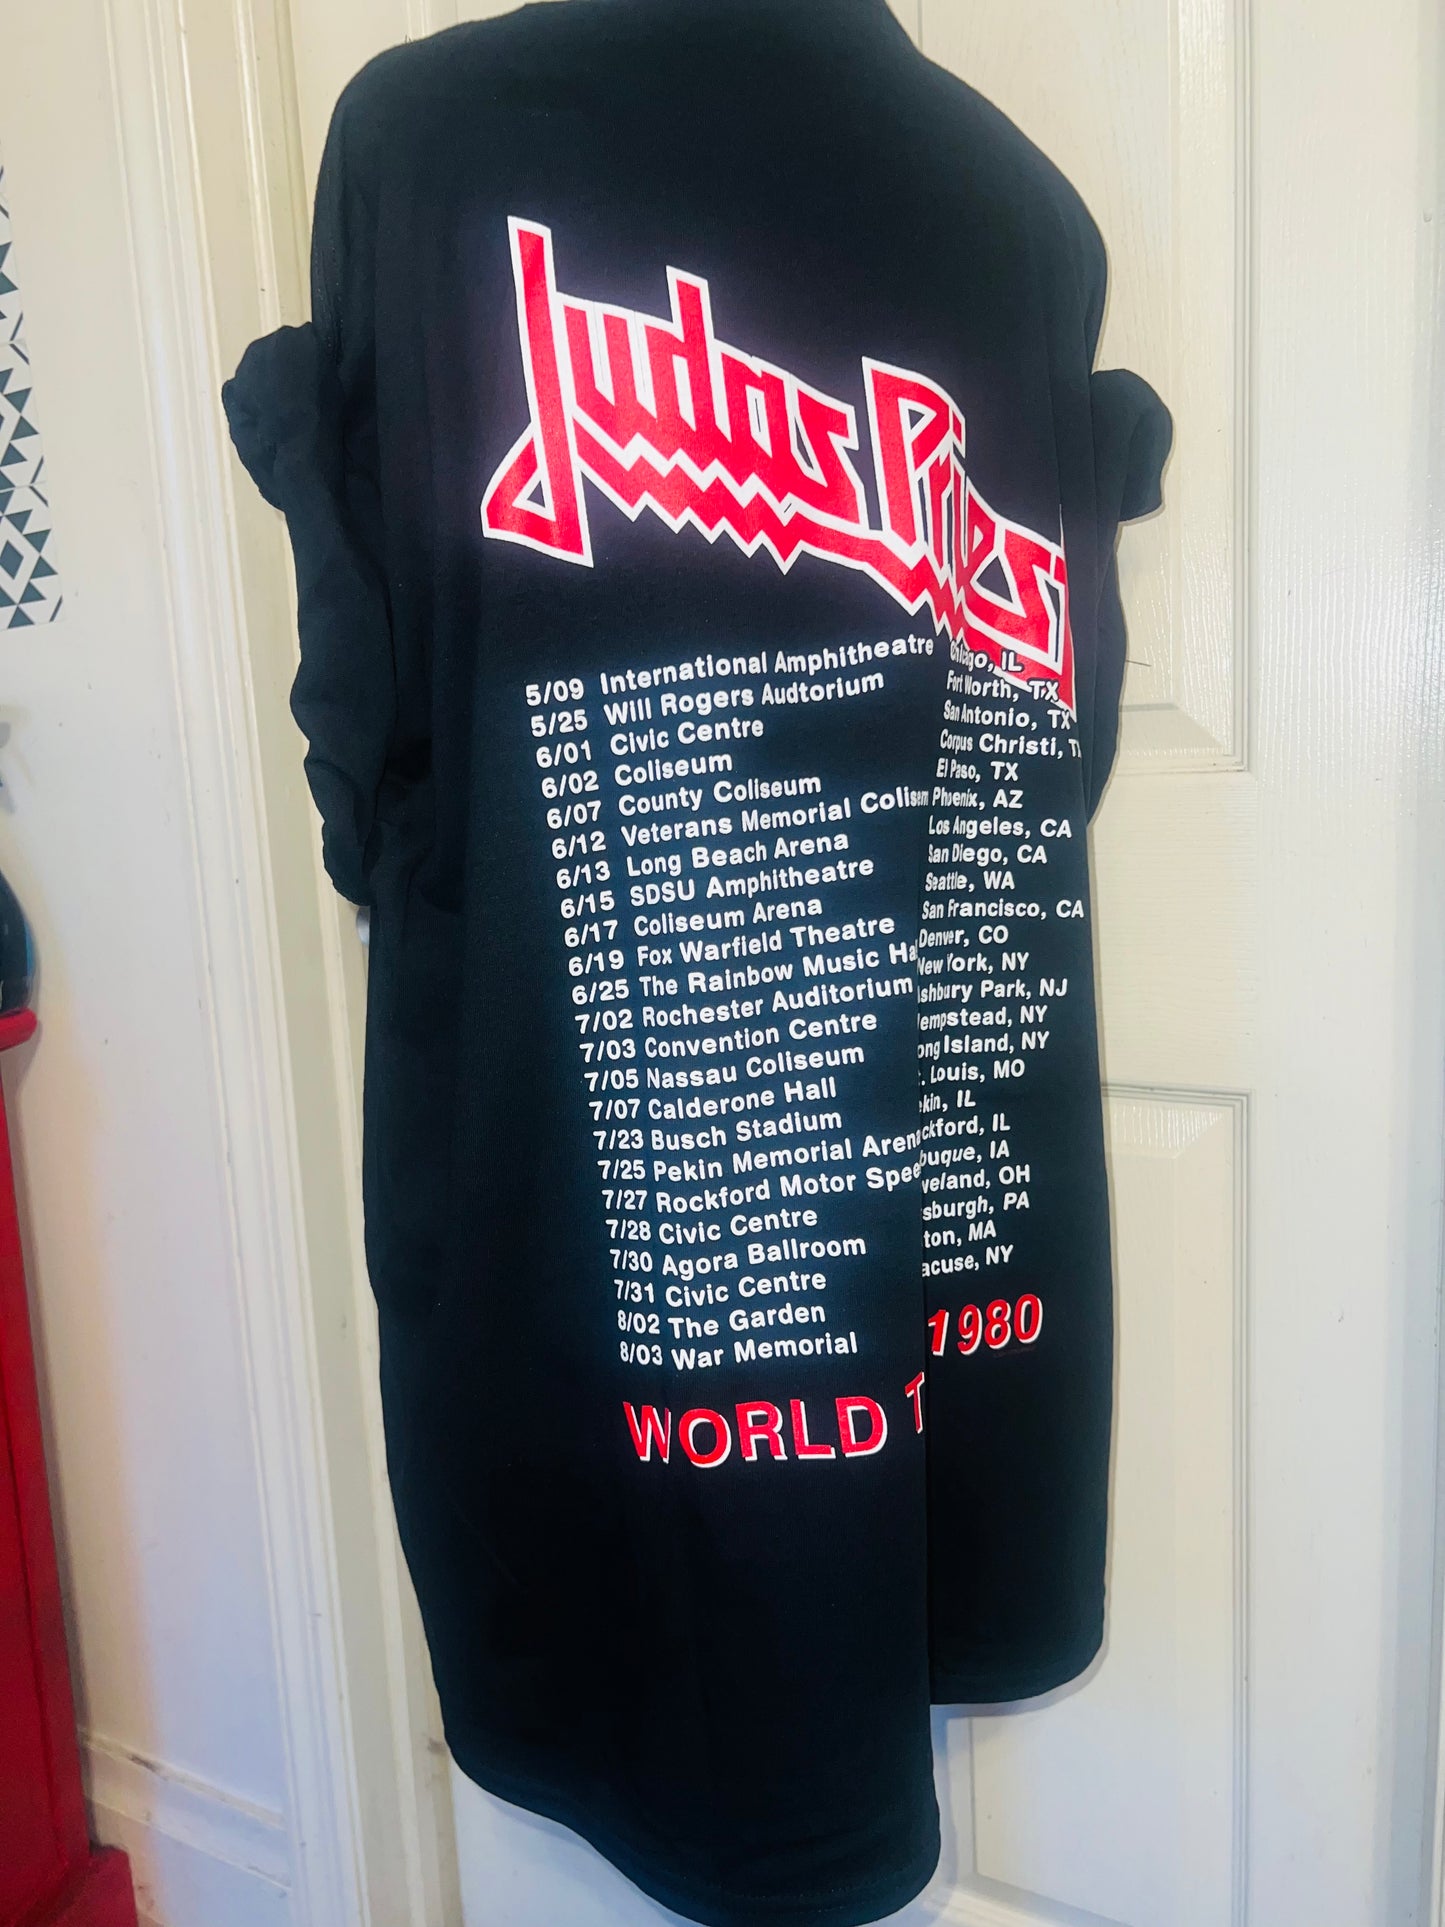 Judas Priest
5/09 International Amphitheatre Chicago, IL
5/25 Will Rogers Audtorium Fort Worth, TX
6/01 Civic Centre San Antonio, TX
6/02 Coliseum Corpus Christi, TX
6/07 County Coliseum El Paso, TX
6/12 Veterans Memorial Coliseum Phoenix, AZ
6/13 Long Beach Arena Los Angeles, CA
6/15 SDSU Amphitheatre San Diego, CA
6/17 Coliseum Arena Seattle, WA
6/19 Fox Warfield Theatre San Francisco, CA
6/25 The Rainbow Music Ha Denver, CO
7/02 Rochester Auditorium New York, NY
7/03 Convention Centre shbury Park, NJ
7/05 Nassau Coliseum empstead, NY
7/07 Calderone Hall ong Island, NY
7/23 Busch Stadium . Louis, MO
7/25 Pekin Memorial Arena kin, IL
7/27 Rockford Motor Spee ckford, IL
7/28 Civic Centre buque, IA
7/30 Agora Ballroom veland, OH
7/31 Civic Centre sburgh, PA
8/02 The Garden ton, MA
8/03 War Memorial acuse, NY
WORLD T 1980